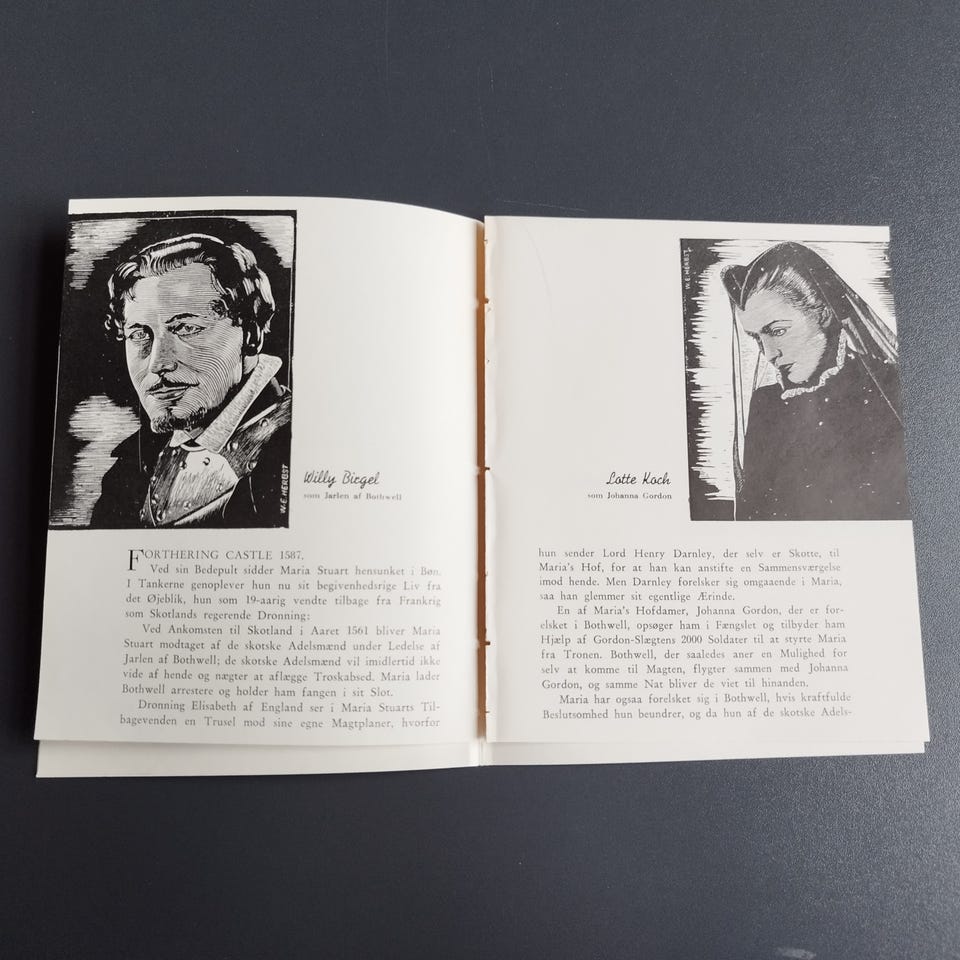 W.E.HERBST
Willy Birgel
som Jarlen af Bothwell
FORTHERING CASTLE 1587.
Ved sin Bedepult sidder Maria Stuart hensunket i Bøn.
I Tankerne genoplever hun nu sit begivenhedsrige Liv fra
det Øjeblik, hun som 19-aarig vendte tilbage fra Frankrig
som Skotlands regerende Dronning:
Ved Ankomsten til Skotland i Aaret 1561 bliver Maria
Stuart modtaget af de skotske Adelsmænd under Ledelse af
Jarlen af Bothwell; de skotske Adelsmænd vil imidlertid ikke
vide af hende og nægter at aflægge Troskabsed. Maria lader
Bothwell arrestere og holder ham fangen i sit Slot.
Dronning Elisabeth af England ser i Maria Stuarts Til-
bagevenden en Trusel mod sine egne Magtplaner, hvorfor
W.E.HERBST
Lotte Koch
som Johanna Gordon
hun sender Lord Henry Darnley, der selv er Skotte, til
Maria's Hof, for at han kan anstifte en Sammensværgelse
imod hende. Men Darnley forelsker sig omgaaende i Maria,
saa han glemmer sit egentlige Ærinde.
En af Maria's Hofdamer, Johanna Gordon, der er for-
elsket i Bothwell, opsøger ham i Fængslet og tilbyder ham
Hjælp af Gordon-Slægtens 2000 Soldater til at styrte Maria
fra Tronen. Bothwell, der saaledes aner en Mulighed for
selv at komme til Magten, flygter sammen med Johanna
Gordon, og samme Nat bliver de viet til hinanden.
Maria har ogsaa forelsket sig i Bothwell, hvis kraftfulde
Beslutsomhed hun beundrer, og da hun af de skotske Adels-